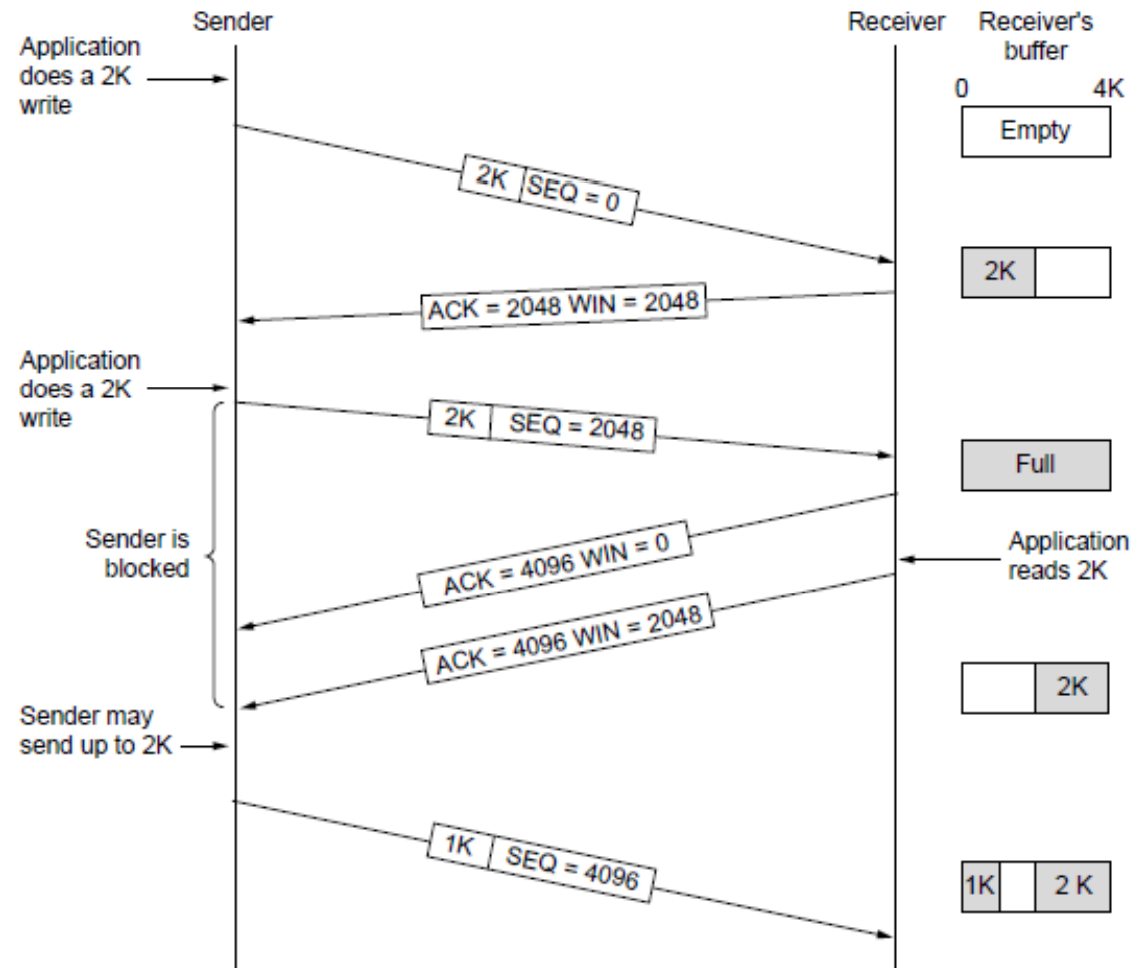 Sender
Receiver
Receiver's
buffer
Application
does a 2K
write
0
4K
Empty
2K SEQ = 0
2K
ACK = 2048 WIN = 2048
Application
does a 2K
write
2K SEQ = 2048
Full
Sender is
blocked
ACK = 4096 WIN = 0
Application
reads 2K
ACK = 4096 WIN = 2048
2K
Sender may
send up to 2K
1K SEQ = 4096
1K
2 K